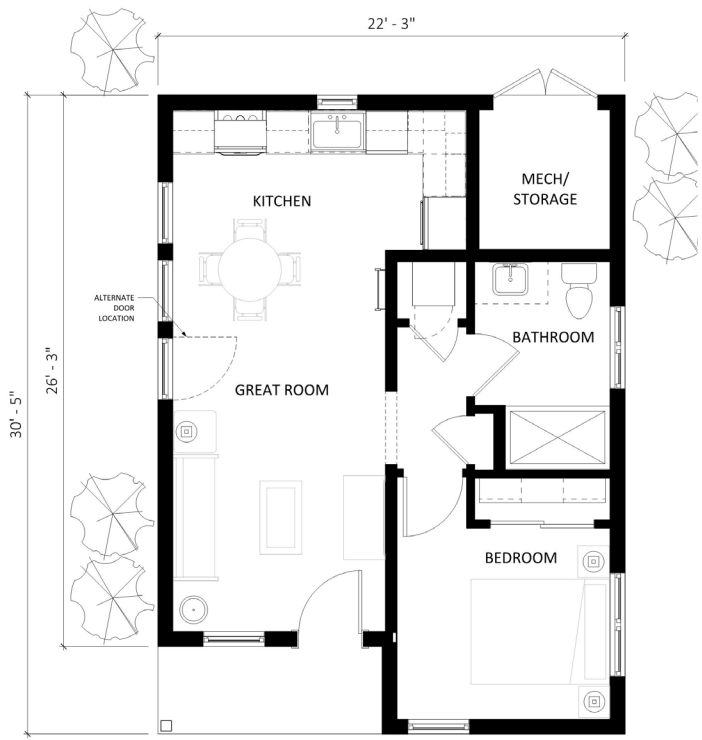 22' - 3"
KITCHEN
MECH/
STORAGE
ALTERNATE
DOOR
LOCATION
BATHROOM
26' - 3"
GREAT ROOM
30' - 5"
BEDROOM